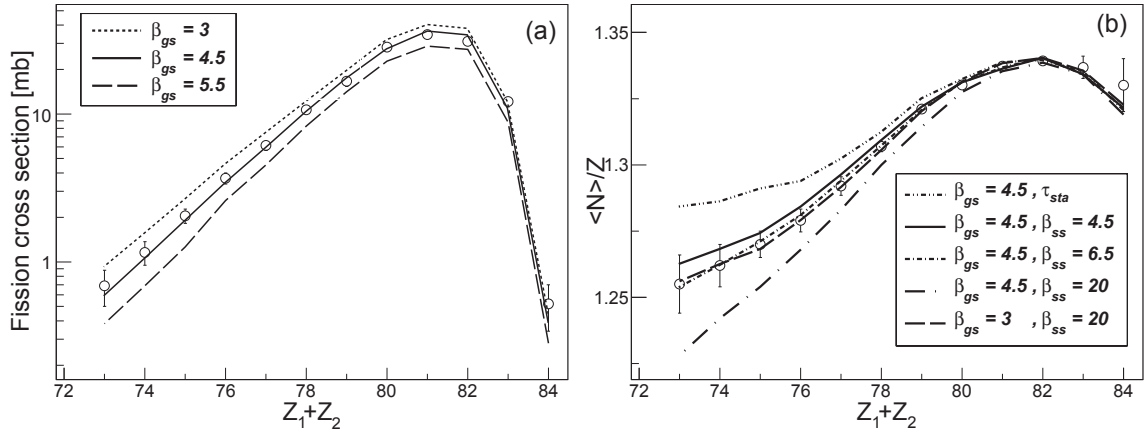 (a)
β_gs = 3
β_gs = 4.5
β_gs = 5.5
Fission cross section [mb]
10
1
72 74 76 78 80 82 84
Z₁+Z₂
(b)
1.35
1.3
1.25
<N>/Z
β_gs = 4.5 , τ_sta
β_gs = 4.5 , β_ss = 4.5
β_gs = 4.5 , β_ss = 6.5
β_gs = 4.5 , β_ss = 20
β_gs = 3 , β_ss = 20
72 74 76 78 80 82 84
Z₁+Z₂